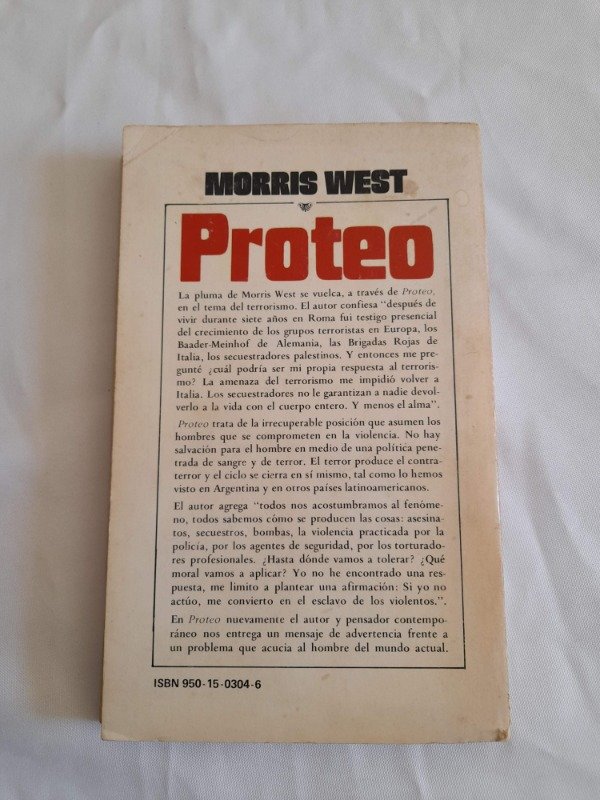 MORRIS WEST
Proteo
La pluma de Morris West se vuelca, a través de Proteo,
en el tema del terrorismo. El autor confiesa “después de
vivir durante siete años en Roma fui testigo presencial
del crecimiento de los grupos terroristas en Europa, los
Baader-Meinhof de Alemania, las Brigadas Rojas de
Italia, los secuestradores palestinos. Y entonces me pre-
gunté ¿cuál podría ser mi propia respuesta al terroris-
mo? La amenaza del terrorismo me impidió volver a
Italia. Los secuestradores no le garantizan a nadie devol-
verlo a la vida con el cuerpo entero. Y menos el alma”.
Proteo trata de la irrecuperable posición que asumen los
hombres que se comprometen en la violencia. No hay
salvación para el hombre en medio de una política pene-
trada de sangre y de terror. El terror produce el contra-
terror y el ciclo se cierra en sí mismo, tal como lo hemos
visto en Argentina y en otros países latinoamericanos.
El autor agrega “todos nos acostumbramos al fenóme-
no, todos sabemos cómo se producen las cosas: asesina-
tos, secuestros, bombas, la violencia practicada por la
policía, por los agentes de seguridad, por los torturado-
res profesionales. ¿Hasta dónde vamos a tolerar? ¿Qué
moral vamos a aplicar? Yo no he encontrado una res-
puesta, me limito a plantear una afirmación: Si yo no
actúo, me convierto en el esclavo de los violentos.”.
En Proteo nuevamente el autor y pensador contempo-
ráneo nos entrega un mensaje de advertencia frente a
un problema que acucia al hombre del mundo actual.
ISBN 950-15-0304-6